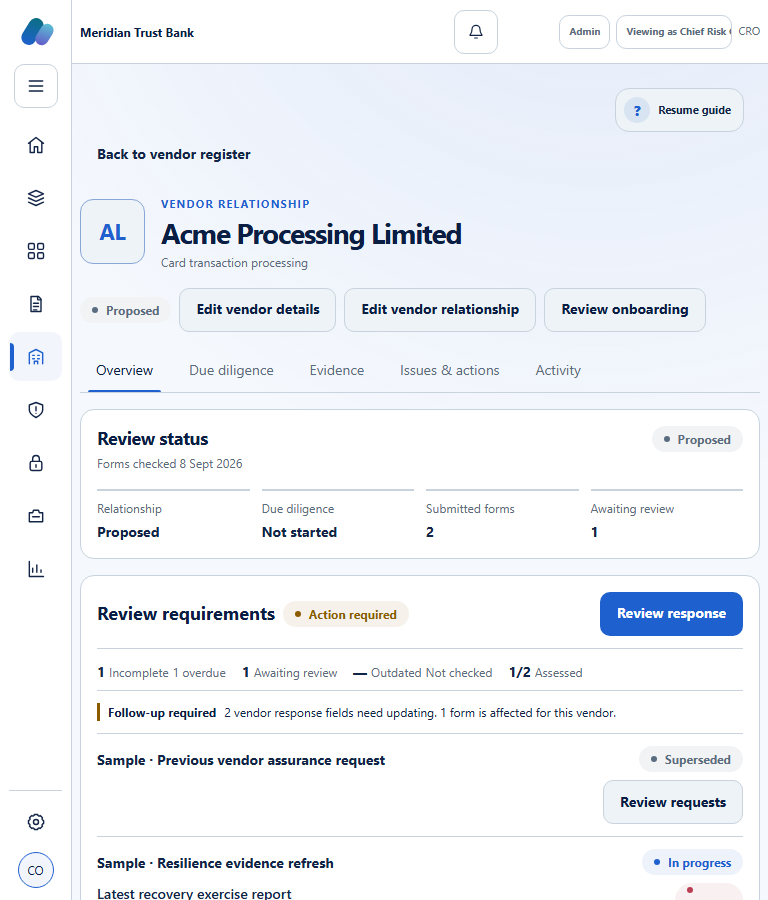 Meridian Trust Bank
Admin
Viewing as Chief Risk
CRO
? Resume guide
Back to vendor register
AL
VENDOR RELATIONSHIP
Acme Processing Limited
Card transaction processing
Proposed
Edit vendor details
Edit vendor relationship
Review onboarding
Overview Due diligence Evidence Issues & actions Activity
Review status
Proposed
Forms checked 8 Sept 2026
Relationship Due diligence Submitted forms Awaiting review
Proposed Not started 2 1
Review requirements Action required
Review response
1 Incomplete 1 overdue 1 Awaiting review — Outdated Not checked 1/2 Assessed
Follow-up required 2 vendor response fields need updating. 1 form is affected for this vendor.
Sample · Previous vendor assurance request Superseded
Review requests
Sample · Resilience evidence refresh In progress
CO
Latest recovery exercise report